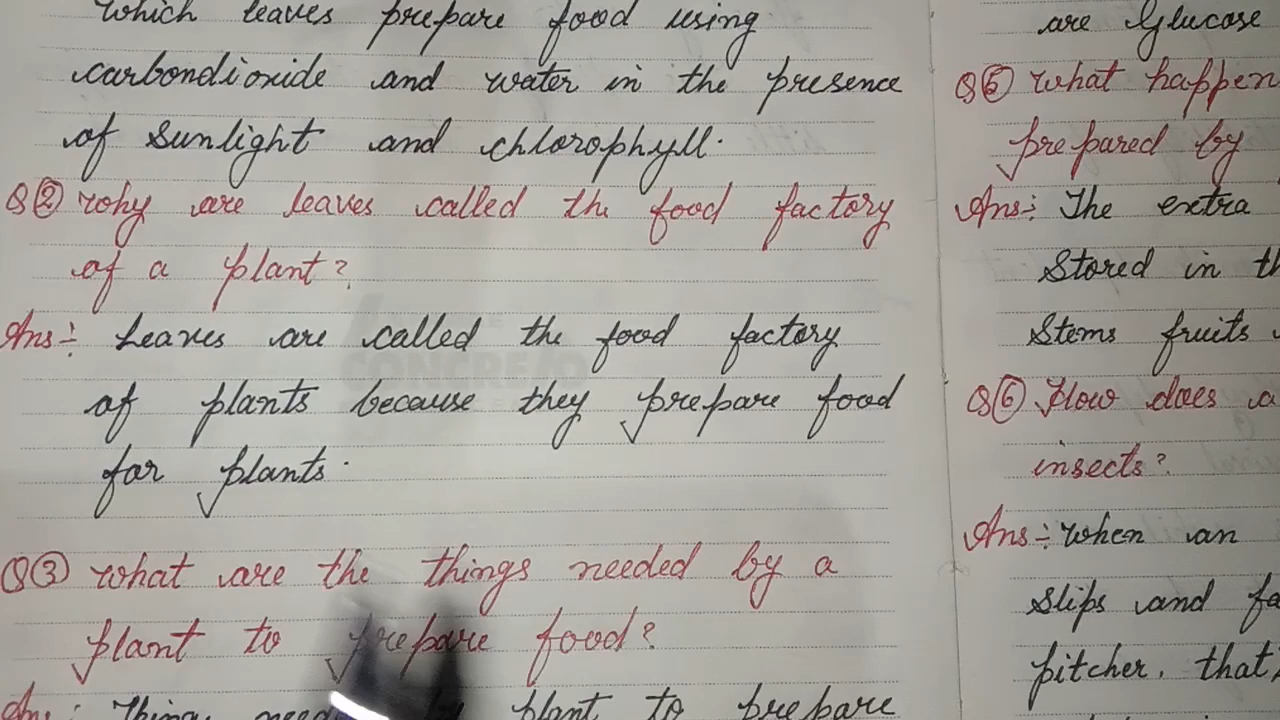 which leaves prepare food using
carbondioxide and water in the presence
of sunlight and chlorophyll.
Q② why are leaves called the food factory
of a plant?
Ans:- Leaves are called the food factory
of plants because they prepare food
for plants.
Q③ what are the things needed by a
plant to prepare food?
Ans: Things by plant to prepare
are Glucose
Q⑤ what happen
prepared by
Ans:- The extra
Stored in th
Stems fruits
Q⑥ How does a
insects?
Ans:- when an
slips and fa
pitcher. that